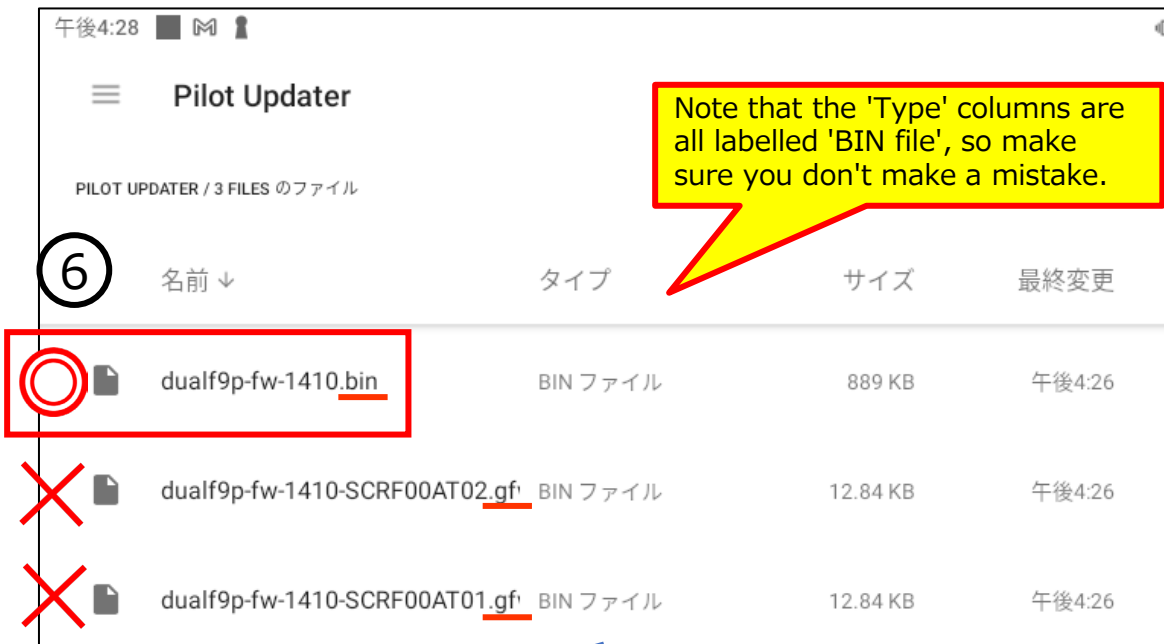 午後4:28
Pilot Updater
Note that the 'Type' columns are
all labelled 'BIN file', so make
sure you don't make a mistake.
PILOT UPDATER / 3 FILES のファイル
⑥
名前 ↓ タイプ サイズ 最終変更
dualf9p-fw-1410.bin BIN ファイル 889 KB 午後4:26
dualf9p-fw-1410-SCRF00AT02.gf BIN ファイル 12.84 KB 午後4:26
dualf9p-fw-1410-SCRF00AT01.gf BIN ファイル 12.84 KB 午後4:26